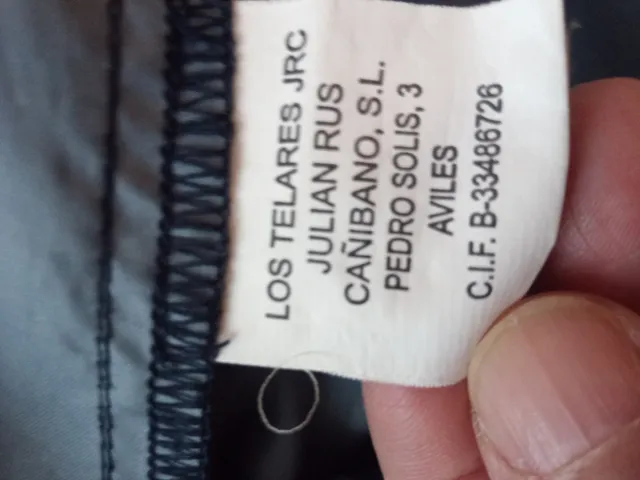 LOS TELARES JRC
JULIAN RUS
CAÑIBANO, S.L.
PEDRO SOLIS, 3
AVILES
C.I.F. B-33486726